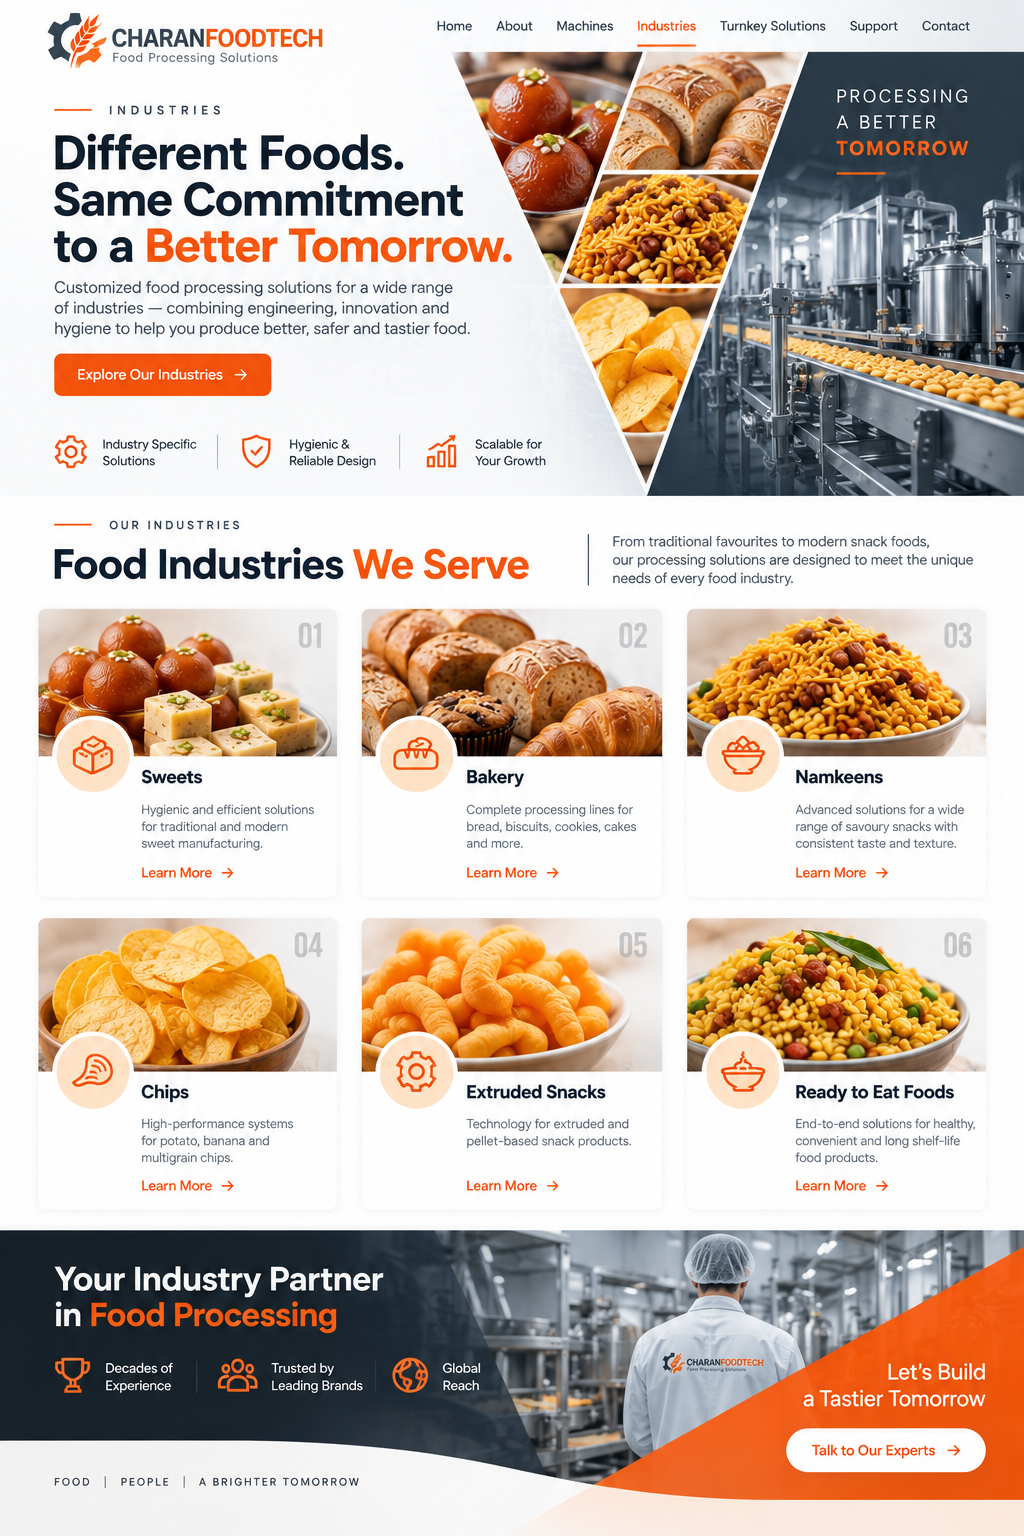 CHARANFOODTECH
Food Processing Solutions
Home
About
Machines
Industries
Turnkey Solutions
Support
Contact
INDUSTRIES
Different Foods.
Same Commitment
to a Better Tomorrow.
Customized food processing solutions for a wide range
of industries — combining engineering, innovation and
hygiene to help you produce better, safer and tastier food.
Explore Our Industries →
Industry Specific
Solutions
Hygienic &
Reliable Design
Scalable for
Your Growth
PROCESSING
A BETTER
TOMORROW
OUR INDUSTRIES
Food Industries We Serve
From traditional favourites to modern snack foods,
our processing solutions are designed to meet the unique
needs of every food industry.
01
Sweets
Hygienic and efficient solutions
for traditional and modern
sweet manufacturing.
Learn More →
02
Bakery
Complete processing lines for
bread, biscuits, cookies, cakes
and more.
Learn More →
03
Namkeens
Advanced solutions for a wide
range of savoury snacks with
consistent taste and texture.
Learn More →
04
Chips
High-performance systems
for potato, banana and
multigrain chips.
Learn More →
05
Extruded Snacks
Technology for extruded and
pellet-based snack products.
Learn More →
06
Ready to Eat Foods
End-to-end solutions for healthy,
convenient and long shelf-life
food products.
Learn More →
Your Industry Partner
in Food Processing
Decades of
Experience
Trusted by
Leading Brands
Global
Reach
CHARANFOODTECH
Food Processing Solutions
Let's Build
a Tastier Tomorrow
Talk to Our Experts →
FOOD | PEOPLE | A BRIGHTER TOMORROW